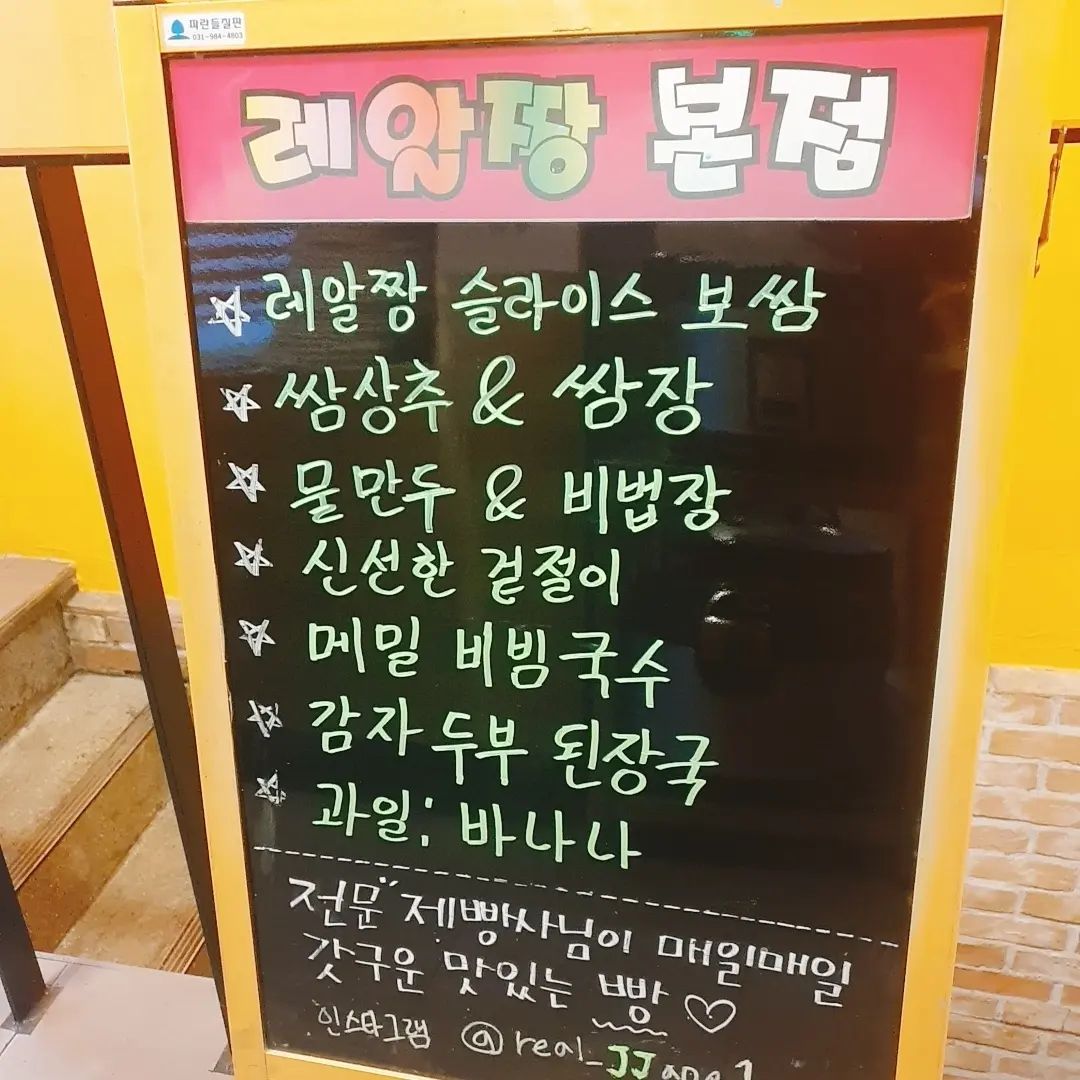 파란들칠판
031-984-4803
레알짱 본점
☆ 레알짱 슬라이스 보쌈
☆ 쌈상추 & 쌈장
☆ 물만두 & 비법장
☆ 신선한 겉절이
☆ 메밀 비빔국수
☆ 감자 두부 된장국
☆ 과일; 바나나
전문 제빵사님이 매일매일
갓구운 맛있는 빵 ♡
인스타그램 @real_JJ